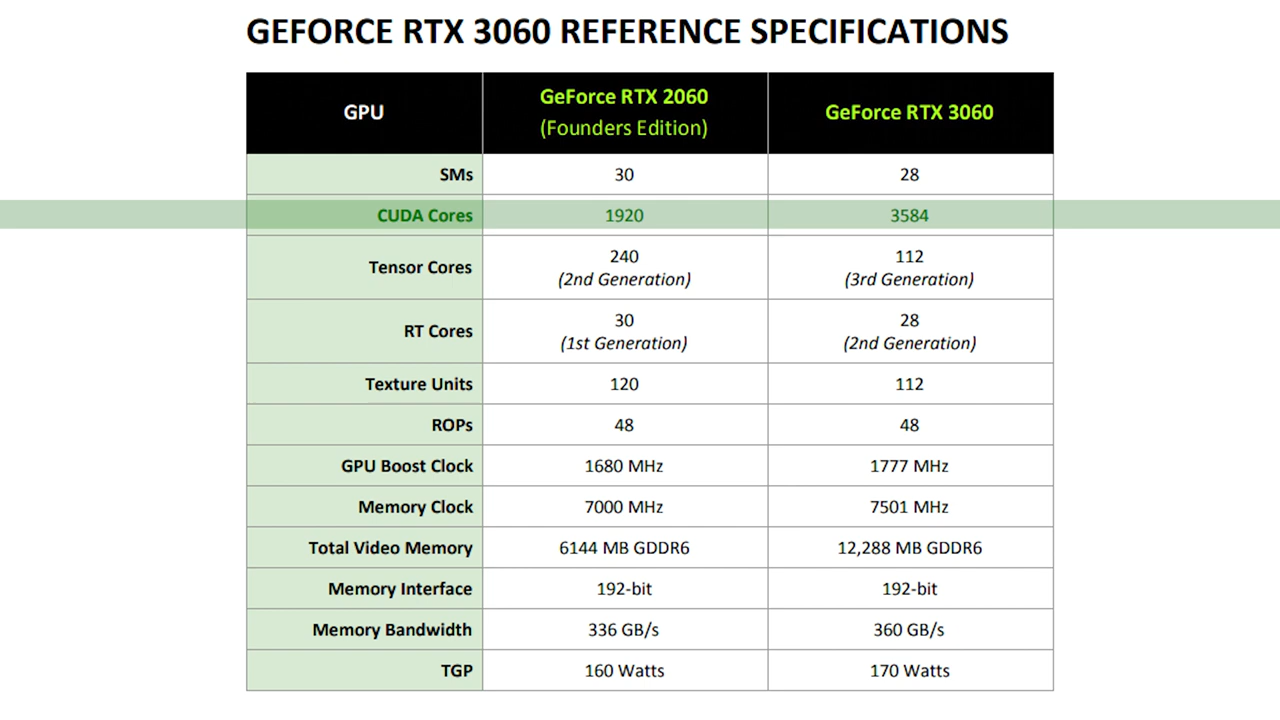 GEFORCE RTX 3060 REFERENCE SPECIFICATIONS
GPU GeForce RTX 2060 (Founders Edition) GeForce RTX 3060
SMs 30 28
CUDA Cores 1920 3584
Tensor Cores 240 (2nd Generation) 112 (3rd Generation)
RT Cores 30 (1st Generation) 28 (2nd Generation)
Texture Units 120 112
ROPs 48 48
GPU Boost Clock 1680 MHz 1777 MHz
Memory Clock 7000 MHz 7501 MHz
Total Video Memory 6144 MB GDDR6 12,288 MB GDDR6
Memory Interface 192-bit 192-bit
Memory Bandwidth 336 GB/s 360 GB/s
TGP 160 Watts 170 Watts